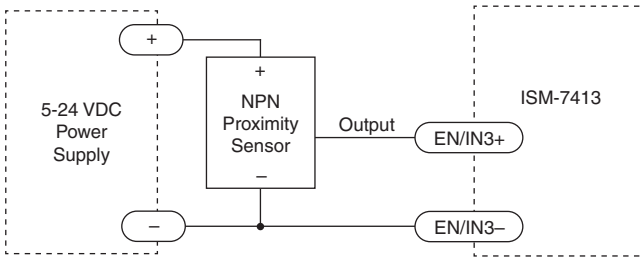 +
5-24 VDC
Power
Supply
–
+
NPN
Proximity
Sensor
–
Output
ISM-7413
EN/IN3+
EN/IN3–